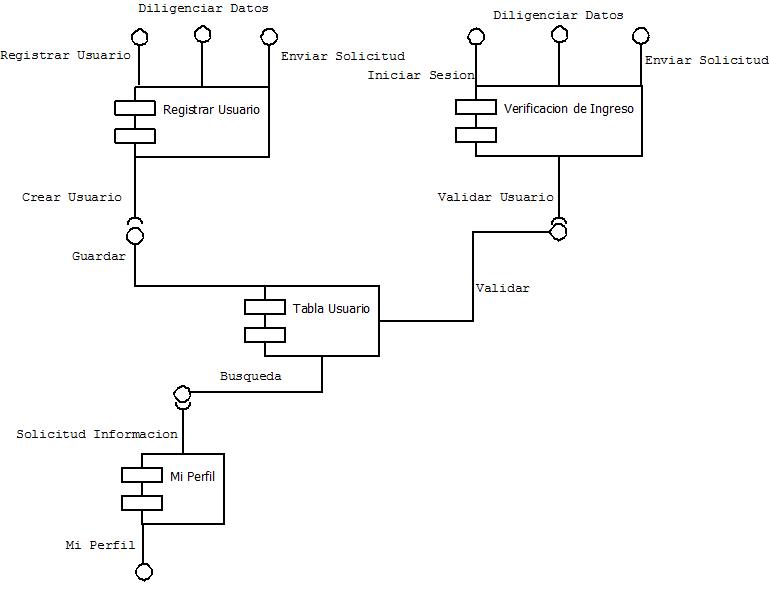 Diligenciar Datos
Diligenciar Datos
Registrar Usuario
Enviar Solicitud
Iniciar Sesion
Enviar Solicitud
Registrar Usuario
Verificacion de Ingreso
Crear Usuario
Validar Usuario
Guardar
Validar
Tabla Usuario
Busqueda
Solicitud Informacion
Mi Perfil
Mi Perfil